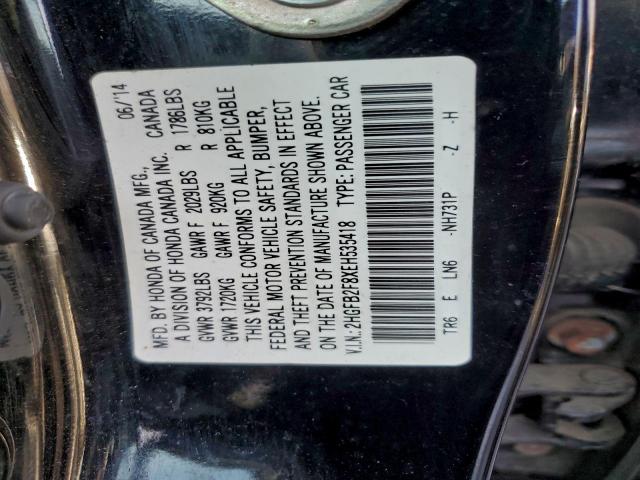 MFD. BY HONDA OF CANADA MFG., 06/'14
A DIVISION OF HONDA CANADA INC. CANADA
GVWR 3792LBS GAWR F 2029LBS R 1786LBS
GVWR 1720KG GAWR F 920KG R 810KG
THIS VEHICLE CONFORMS TO ALL APPLICABLE
FEDERAL MOTOR VEHICLE SAFETY, BUMPER,
AND THEFT PREVENTION STANDARDS IN EFFECT
ON THE DATE OF MANUFACTURE SHOWN ABOVE.
V.I.N.:2HGFB2F8XEH535418 TYPE:PASSENGER CAR
TR6 E LN6 -NH731P -Z -H